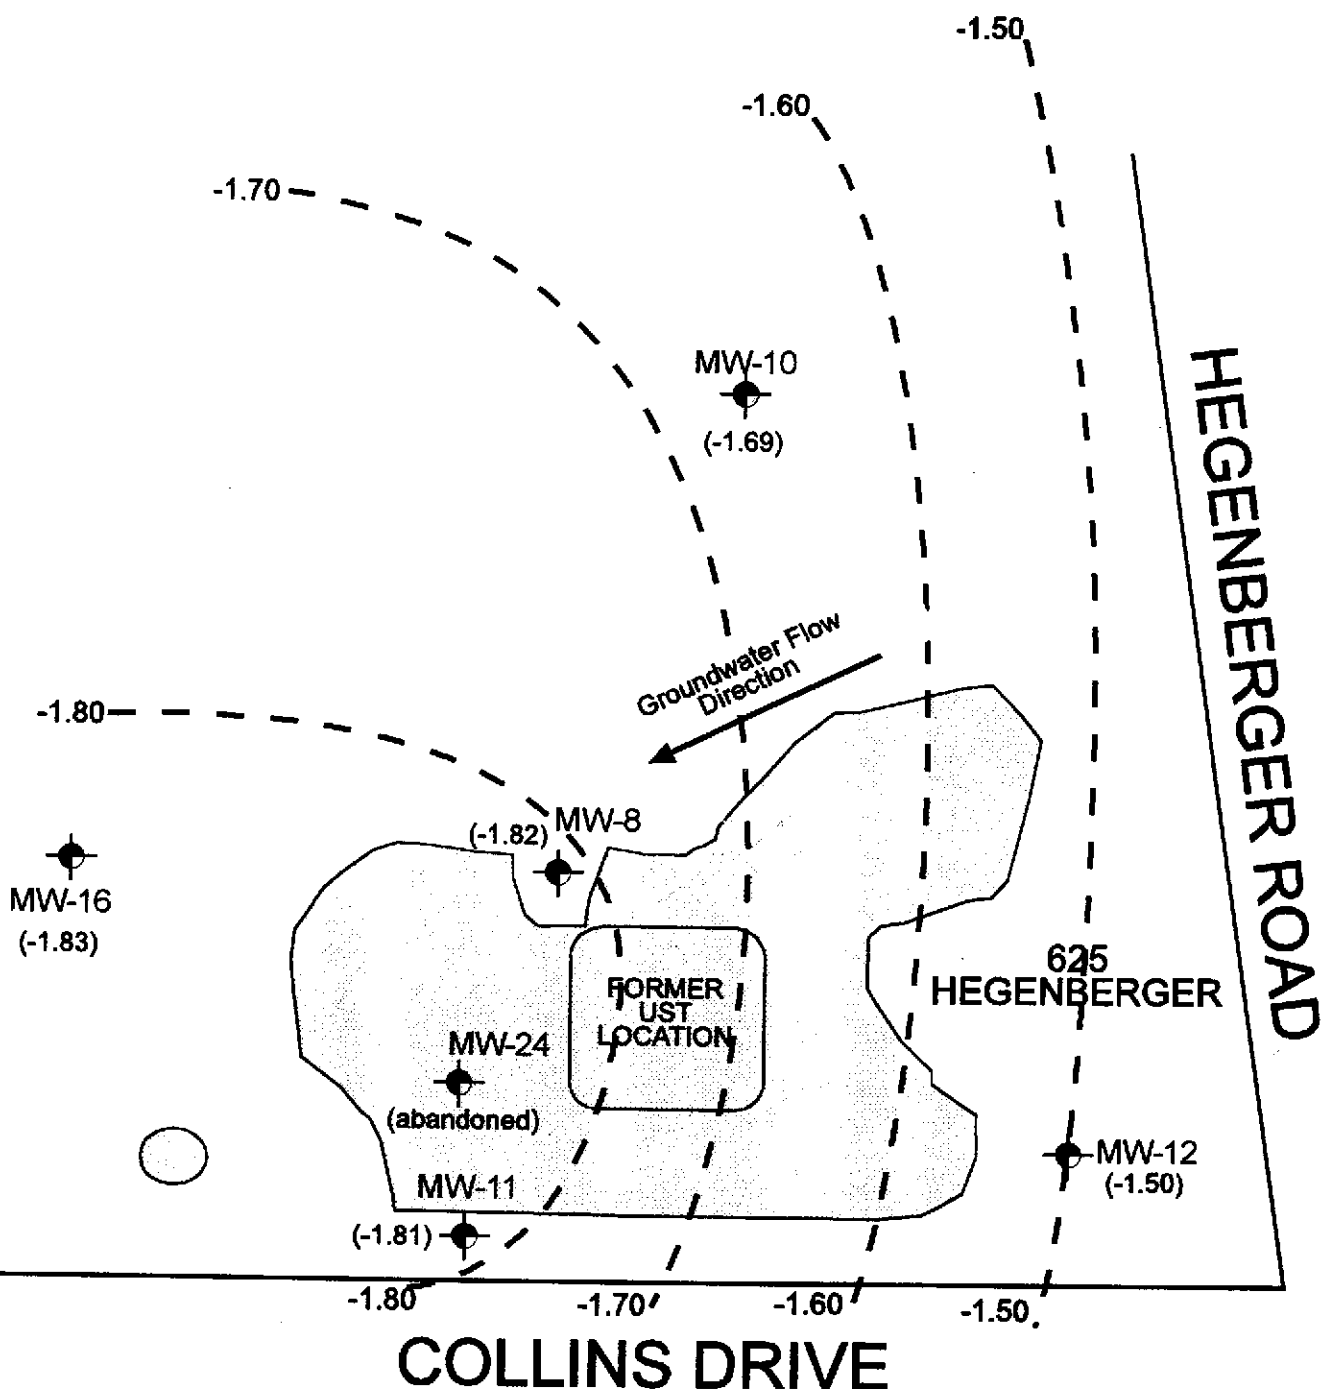 -1.50
-1.60
-1.70
MW-10
(-1.69)
HEGENBERGER ROAD
Groundwater Flow
Direction
-1.80
MW-8
(-1.82)
MW-16
(-1.83)
625
HEGENBERGER
FORMER
UST
LOCATION
MW-24
(abandoned)
MW-12
(-1.50)
MW-11
(-1.81)
-1.80
-1.70
-1.60
-1.50
COLLINS DRIVE